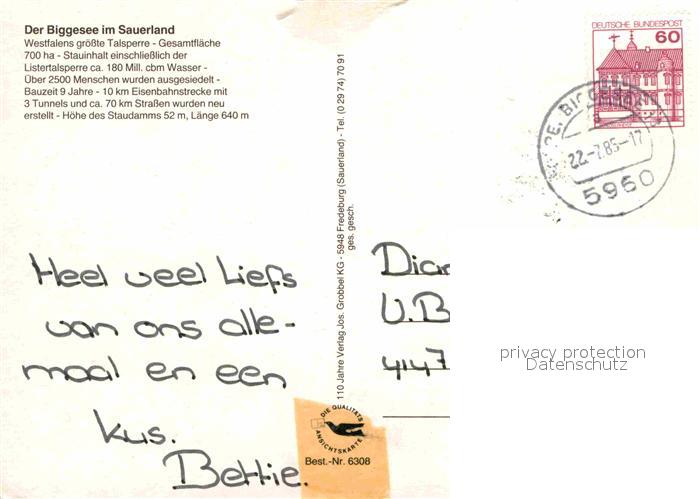 Der Biggesee im Sauerland
Westfalens größte Talsperre - Gesamtfläche
700 ha - Stauinhalt einschließlich der
Listertalsperre ca. 180 Mill. cbm Wasser -
Über 2500 Menschen wurden ausgesiedelt -
Bauzeit 9 Jahre - 10 km Eisenbahnstrecke mit
3 Tunnels und ca. 70 km Straßen wurden neu
erstellt - Höhe des Staudamms 52 m, Länge 640 m
Heel veel liefs
van ons alle-
maal en een
kus.
Bettie.
110 Jahre Verlag Jos. Grobbel KG - 5948 Fredeburg (Sauerland) - Tel. (0 29 74) 70 91
ges. gesch.
DIE QUALITÄTS
ANSICHTSKARTE
Best.-Nr. 6308
DEUTSCHE BUNDESPOST
60
22.-7.85.-17
5960
Dia
U.B
4147
privacy protection
Datenschutz